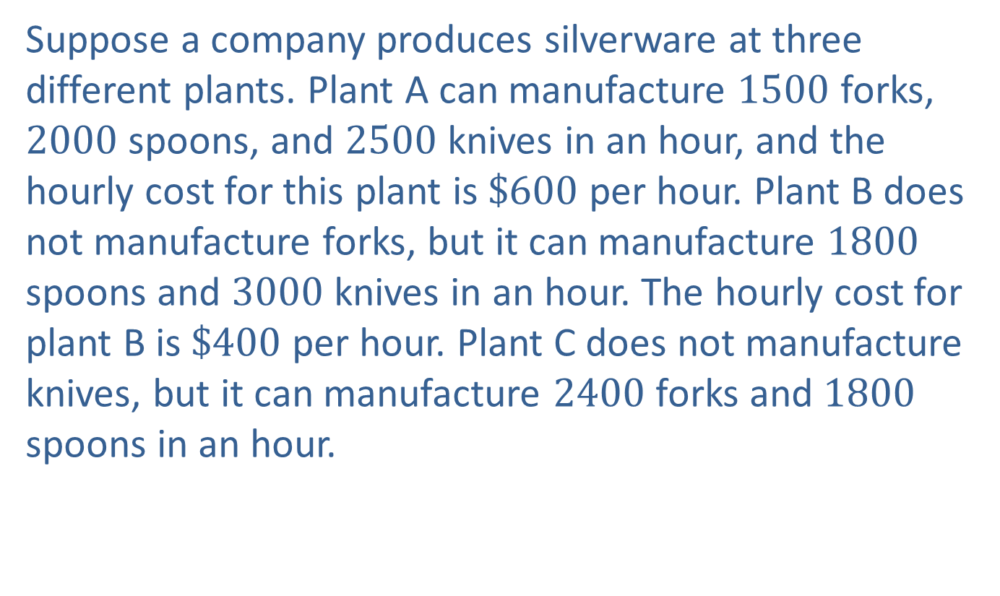 Suppose a company produces silverware at three
different plants. Plant A can manufacture 1500 forks,
2000 spoons, and 2500 knives in an hour, and the
hourly cost for this plant is $600 per hour. Plant B does
not manufacture forks, but it can manufacture 1800
spoons and 3000 knives in an hour. The hourly cost for
plant B is $400 per hour. Plant C does not manufacture
knives, but it can manufacture 2400 forks and 1800
spoons in an hour.